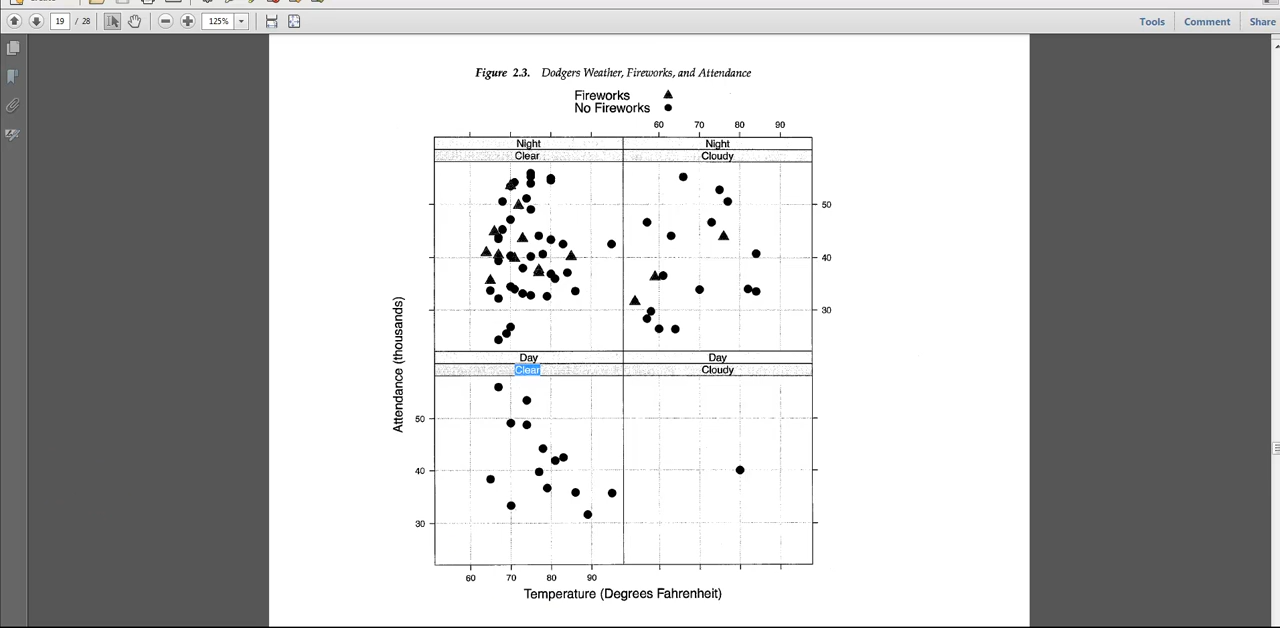 19 / 28
125%
Tools Comment Share
Figure 2.3. Dodgers Weather, Fireworks, and Attendance
Fireworks
No Fireworks
60 70 80 90
Night Night
Clear Cloudy
50
40
30
Attendance (thousands)
Day Day
Clear Cloudy
50
40
30
60 70 80 90
Temperature (Degrees Fahrenheit)